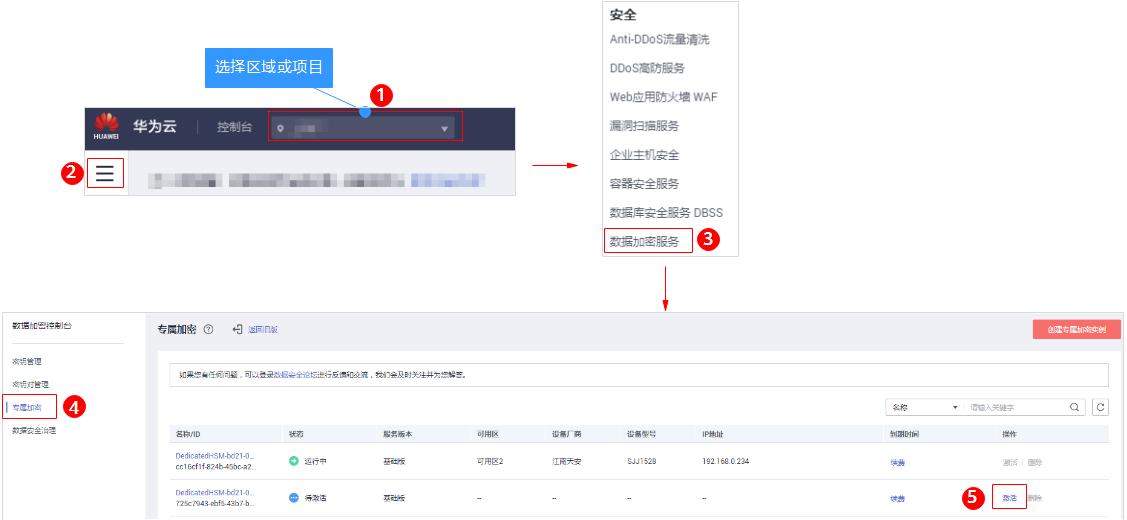 选择区域或项目
1
HUAWEI 华为云 控制台
2
安全
Anti-DDoS流量清洗
DDoS高防服务
Web应用防火墙 WAF
漏洞扫描服务
企业主机安全
容器安全服务
数据库安全服务 DBSS
数据加密服务 3
数据加密控制台
密钥管理
密钥对管理
专属加密 4
数据安全治理
专属加密 ? 返回旧版 创建专属加密实例
如果您有任何问题，可以登录数据安全论坛进行反馈和交流，我们会及时关注并为您解答。
名称 请输入关键字
名称/ID 状态 服务版本 可用区 设备厂商 设备型号 IP地址 到期时间 操作
DedicatedHSM-bd21-0... 运行中 基础版 可用区2 江南天安 SJJ1528 192.168.0.234 续费 激活 删除
cc16cf1f-824b-45bc-a2...
DedicatedHSM-bd21-0... 待激活 基础版 -- -- -- -- 续费 5 激活 删除
725c7943-ebf5-43b7-b...